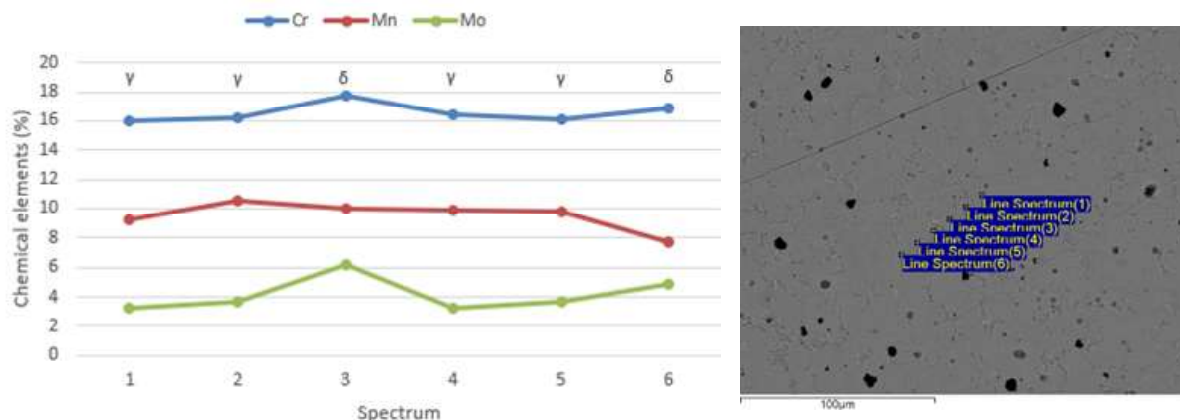 Cr Mn Mo
20
18
16
14
12
10
8
6
4
2
0
Chemical elements (%)
γ γ δ γ γ δ
1 2 3 4 5 6
Spectrum
Line Spectrum(1)
Line Spectrum(2)
Line Spectrum(3)
Line Spectrum(4)
Line Spectrum(5)
Line Spectrum(6)
100µm